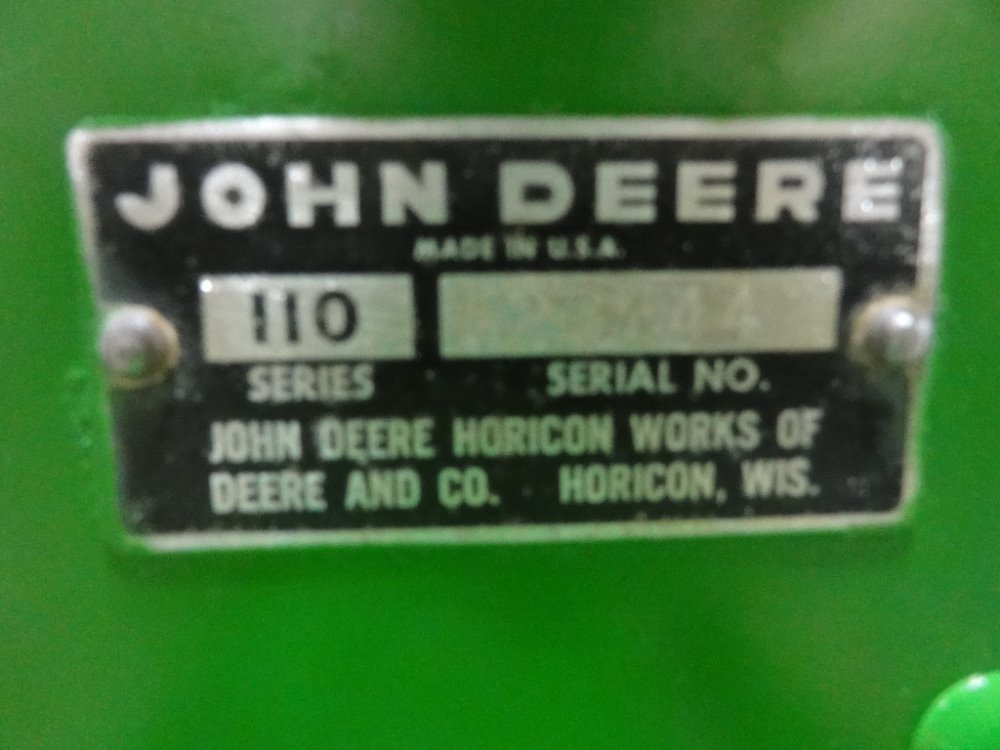 JOHN DEERE
MADE IN U.S.A.
110
SERIES SERIAL NO.
JOHN DEERE HORICON WORKS OF
DEERE AND CO. HORICON, WIS.